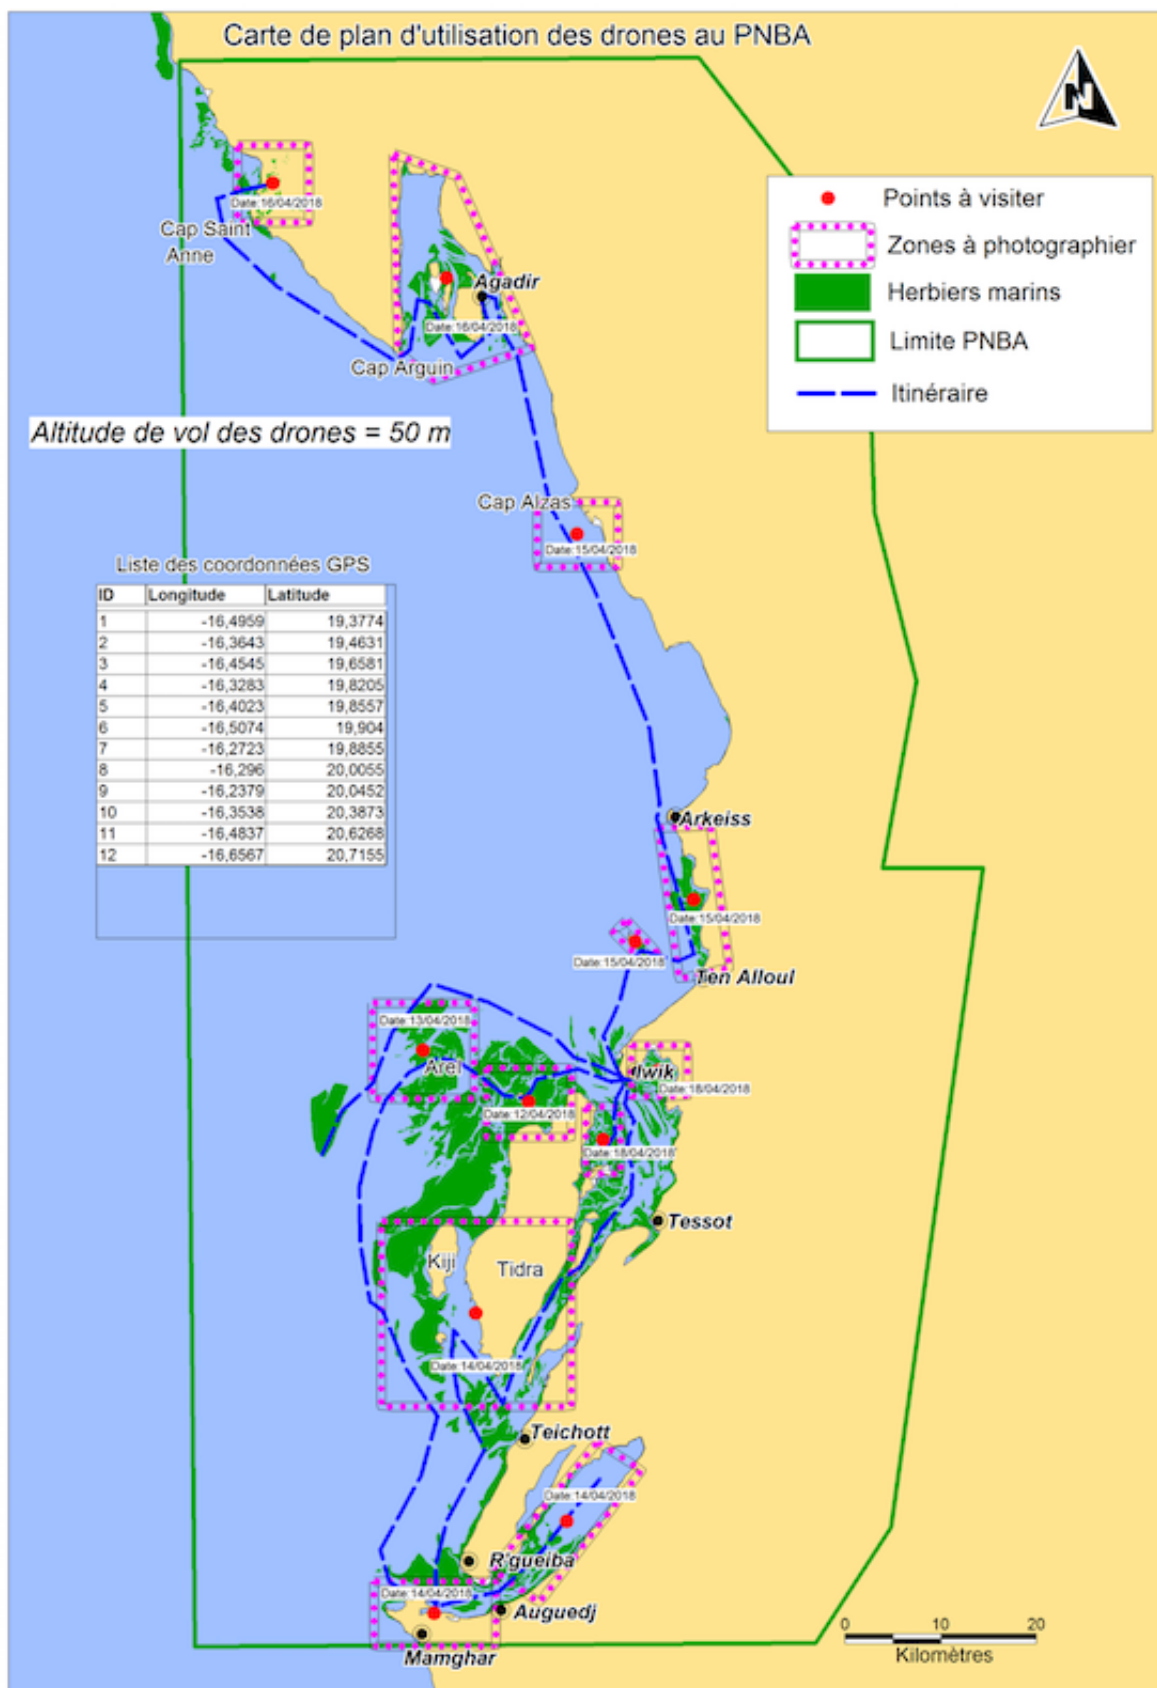 Carte de plan d'utilisation des drones au PNBA
N
Points à visiter
Zones à photographier
Herbiers marins
Limite PNBA
Itinéraire
Date:16/04/2018
Cap Saint
Anne
Agadir
Date:16/04/2018
Cap Arguin
Altitude de vol des drones = 50 m
Cap Alzas
Date:15/04/2018
Liste des coordonnées GPS
ID Longitude Latitude
1 -16,4959 19,3774
2 -16,3643 19,4631
3 -16,4545 19,6581
4 -16,3283 19,8205
5 -16,4023 19,8557
6 -16,5074 19,904
7 -16,2723 19,8855
8 -16,296 20,0055
9 -16,2379 20,0452
10 -16,3538 20,3873
11 -16,4837 20,6268
12 -16,6567 20,7155
Arkeiss
Date:15/04/2018
Date:15/04/2018
Ten Alloul
Date:13/04/2018
Arel
Iwik
Date:18/04/2018
Date:12/04/2018
Date:18/04/2018
Tessot
Kiji
Tidra
Date:14/04/2018
Teichott
Date:14/04/2018
R'gueiba
Date:14/04/2018
Auguedj
Mamghar
0 10 20
Kilomètres